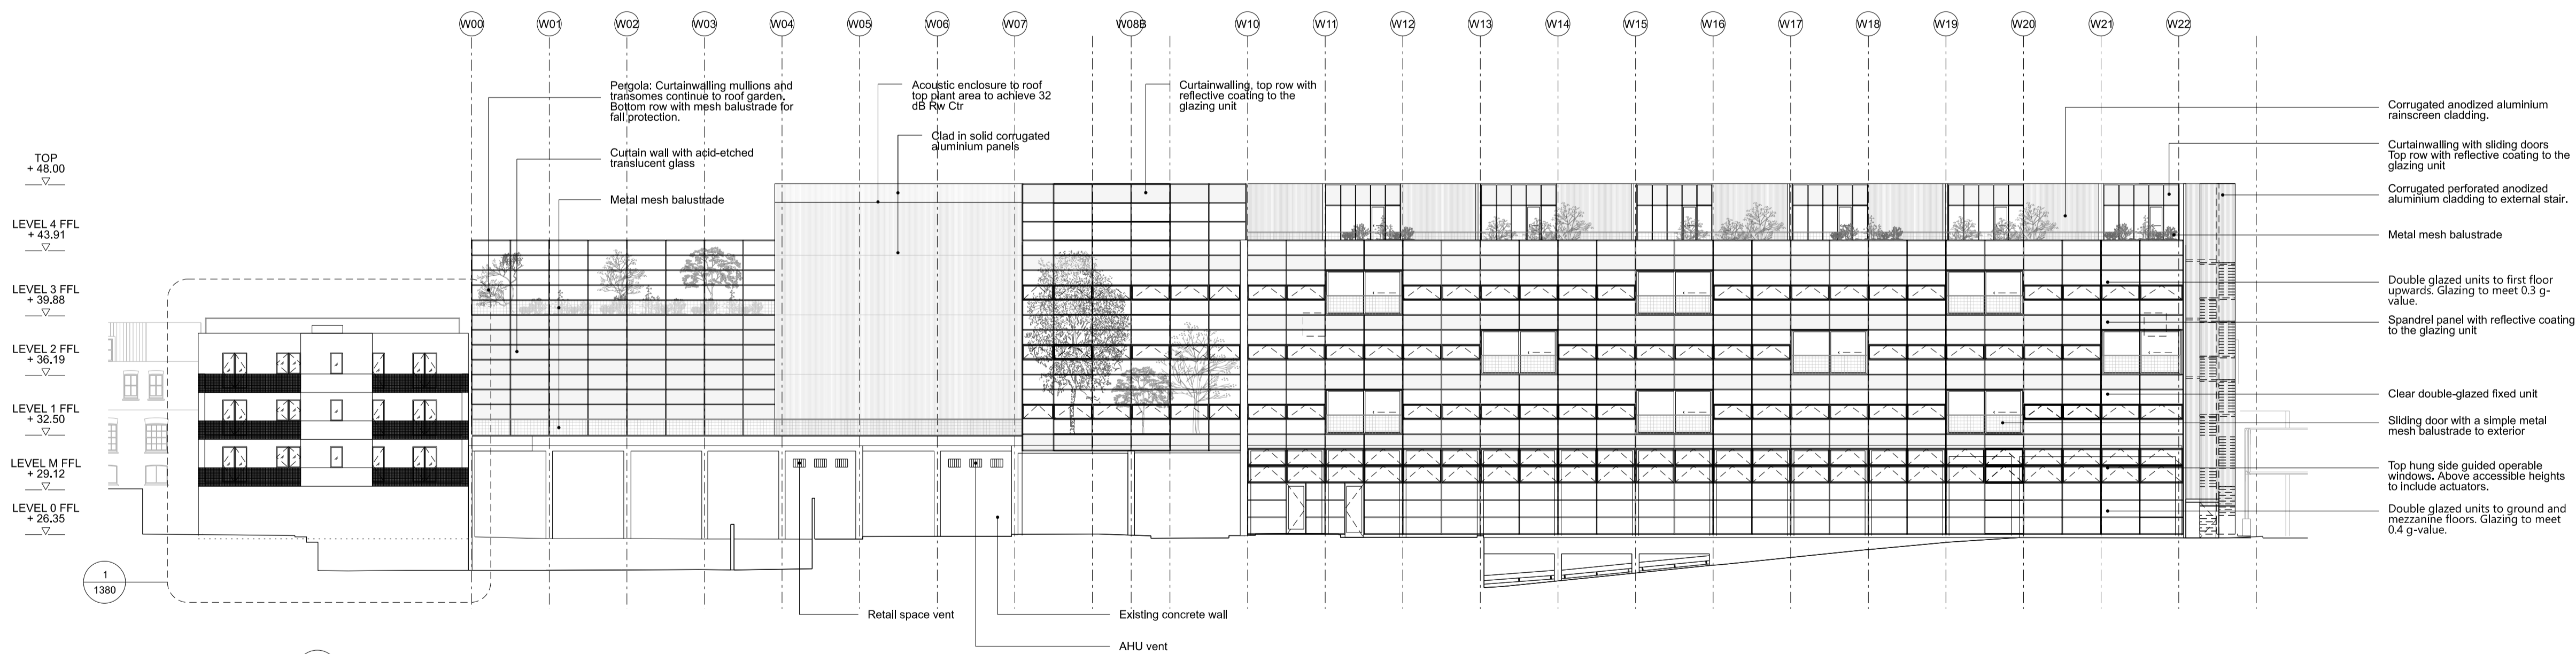 W00
W01
W02
W03
W04
W05
W06
W07
W08B
W10
W11
W12
W13
W14
W15
W16
W17
W18
W19
W20
W21
W22
Pergola: Curtainwalling mullions and
transomes continue to roof garden.
Bottom row with mesh balustrade for
fall protection.
Curtain wall with acid-etched
translucent glass
Metal mesh balustrade
Acoustic enclosure to roof
top plant area to achieve 32
dB Rw Ctr
Clad in solid corrugated
aluminium panels
Curtainwalling, top row with
reflective coating to the
glazing unit
Corrugated anodized aluminium
rainscreen cladding.
Curtainwalling with sliding doors
Top row with reflective coating to the
glazing unit
Corrugated perforated anodized
aluminium cladding to external stair.
Metal mesh balustrade
Double glazed units to first floor
upwards. Glazing to meet 0.3 g-
value.
Spandrel panel with reflective coating
to the glazing unit
Clear double-glazed fixed unit
Sliding door with a simple metal
mesh balustrade to exterior
Top hung side guided operable
windows. Above accessible heights
to include actuators.
Double glazed units to ground and
mezzanine floors. Glazing to meet
0.4 g-value.
TOP
+ 48.00
LEVEL 4 FFL
+ 43.91
LEVEL 3 FFL
+ 39.88
LEVEL 2 FFL
+ 36.19
LEVEL 1 FFL
+ 32.50
LEVEL M FFL
+ 29.12
LEVEL 0 FFL
+ 26.35
1
1380
Retail space vent
Existing concrete wall
AHU vent